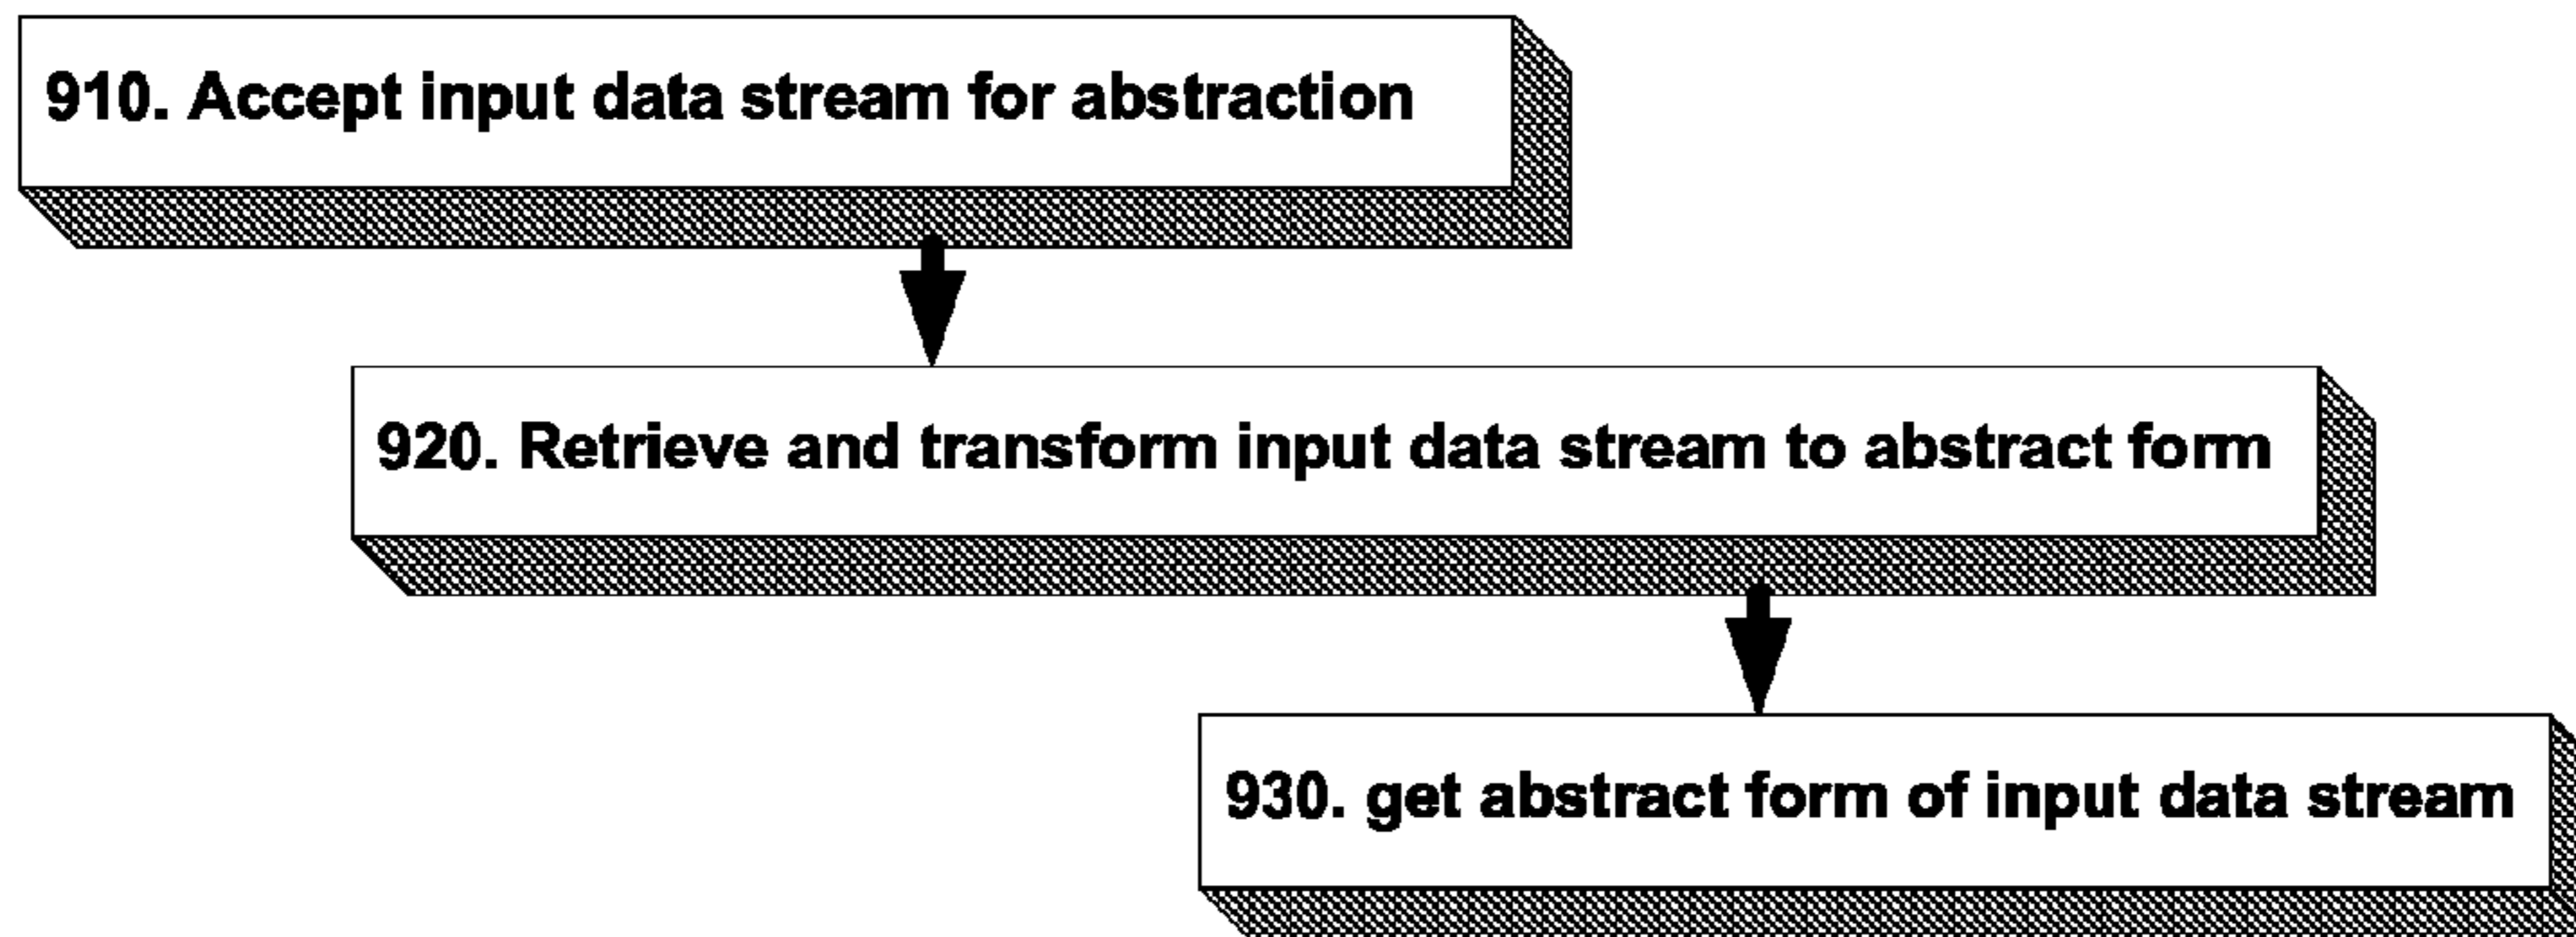 910. Accept input data stream for abstraction
920. Retrieve and transform input data stream to abstract form
930. get abstract form of input data stream